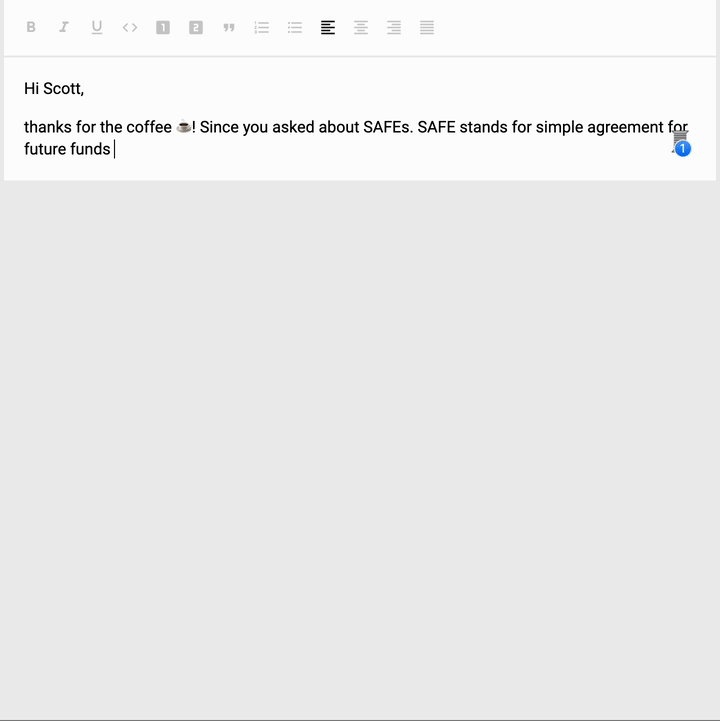 B I U <> 1 2 ”
Hi Scott,
thanks for the coffee ☕! Since you asked about SAFEs. SAFE stands for simple agreement for
future funds
1